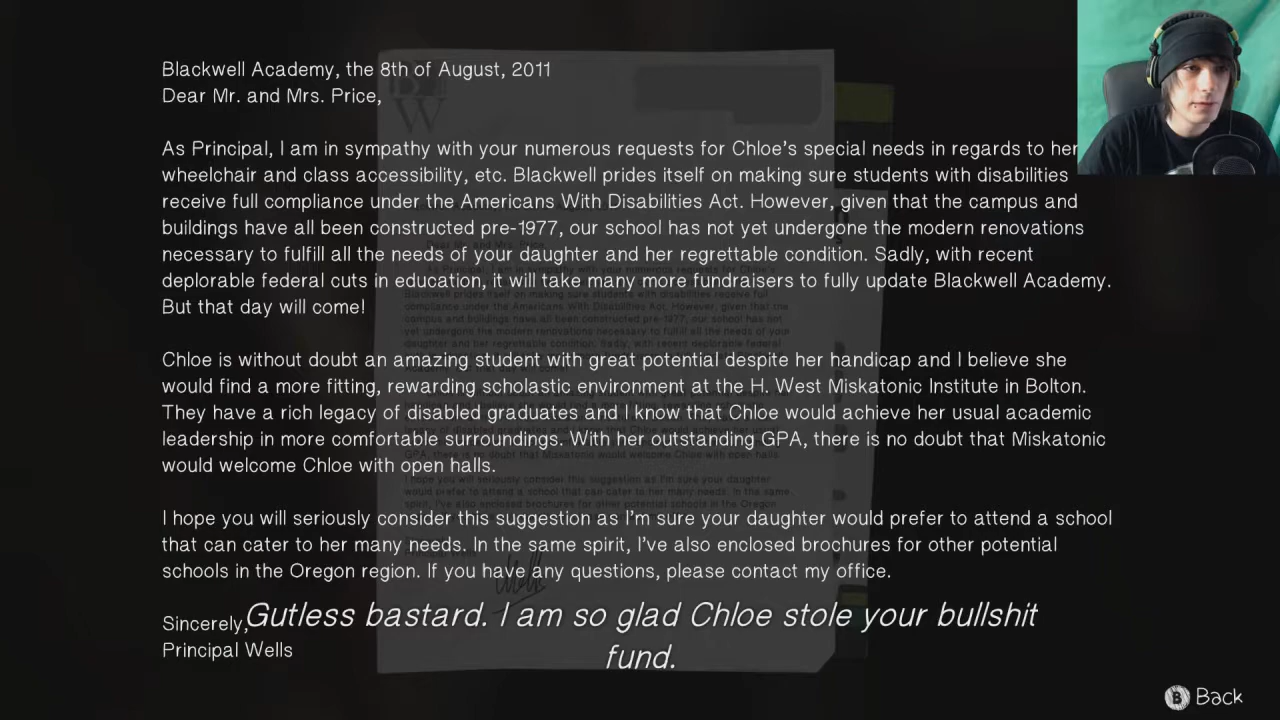 Blackwell Academy, the 8th of August, 2011
Dear Mr. and Mrs. Price,
As Principal, I am in sympathy with your numerous requests for Chloe's special needs in regards to her
wheelchair and class accessibility, etc. Blackwell prides itself on making sure students with disabilities
receive full compliance under the Americans With Disabilities Act. However, given that the campus and
buildings have all been constructed pre-1977, our school has not yet undergone the modern renovations
necessary to fulfill all the needs of your daughter and her regrettable condition. Sadly, with recent
deplorable federal cuts in education, it will take many more fundraisers to fully update Blackwell Academy.
But that day will come!
Chloe is without doubt an amazing student with great potential despite her handicap and I believe she
would find a more fitting, rewarding scholastic environment at the H. West Miskatonic Institute in Bolton.
They have a rich legacy of disabled graduates and I know that Chloe would achieve her usual academic
leadership in more comfortable surroundings. With her outstanding GPA, there is no doubt that Miskatonic
would welcome Chloe with open halls.
I hope you will seriously consider this suggestion as I'm sure your daughter would prefer to attend a school
that can cater to her many needs. In the same spirit, I've also enclosed brochures for other potential
schools in the Oregon region. If you have any questions, please contact my office.
Sincerely,
Principal Wells
Gutless bastard. I am so glad Chloe stole your bullshit
fund.
B Back